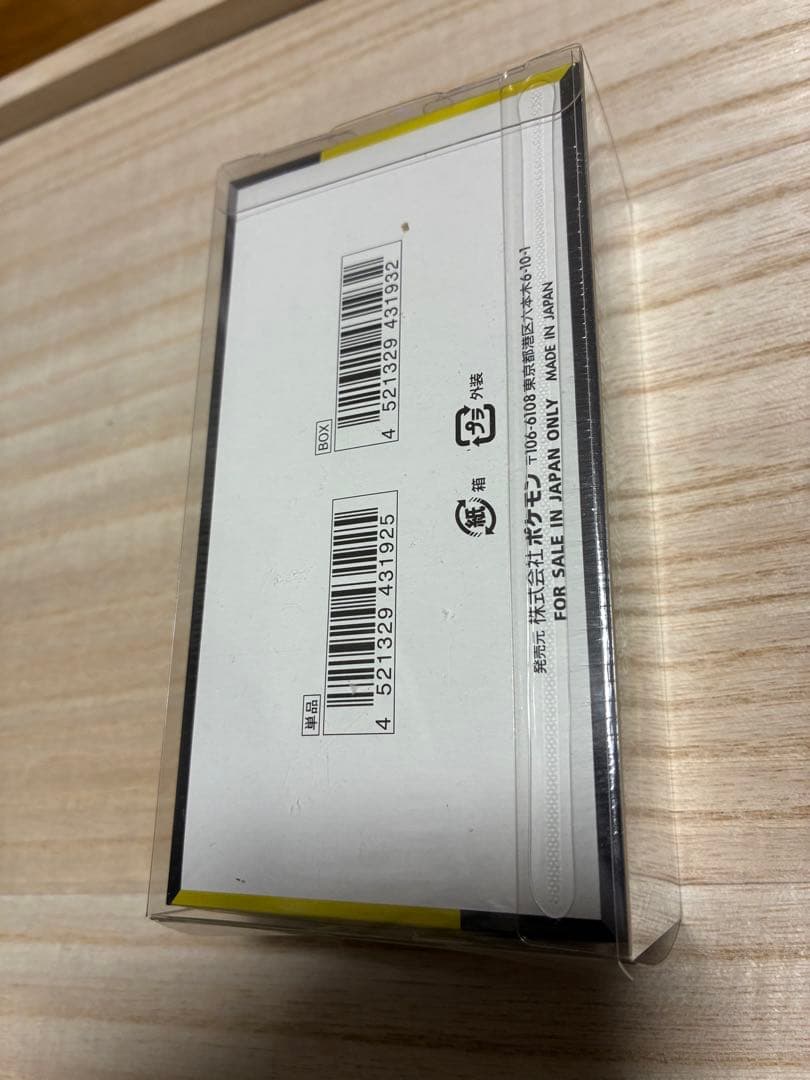 単品
4 521329 431925
BOX
4 521329 431932
紙 箱
プラ 外装
発売元 株式会社 ポケモン 〒106-6108 東京都港区六本木6-10-1
FOR SALE IN JAPAN ONLY MADE IN JAPAN